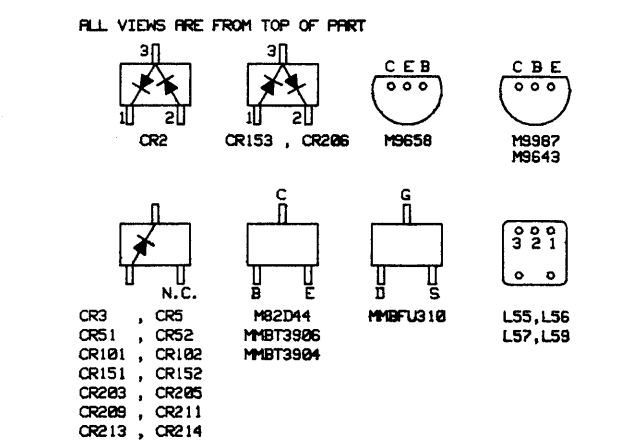 ALL VIEWS ARE FROM TOP OF PART
3 3
C E B C B E
1 2 1 2
CR2 CR153 , CR206 M9658 M9987
M9643
C G
3 2 1
N.C. B E D S
CR3 , CR5 M82D44 MMBFU310 L55,L56
CR51 , CR52 MMBT3906 L57,L59
CR101 , CR102 MMBT3904
CR151 , CR152
CR203 , CR205
CR209 , CR211
CR213 , CR214